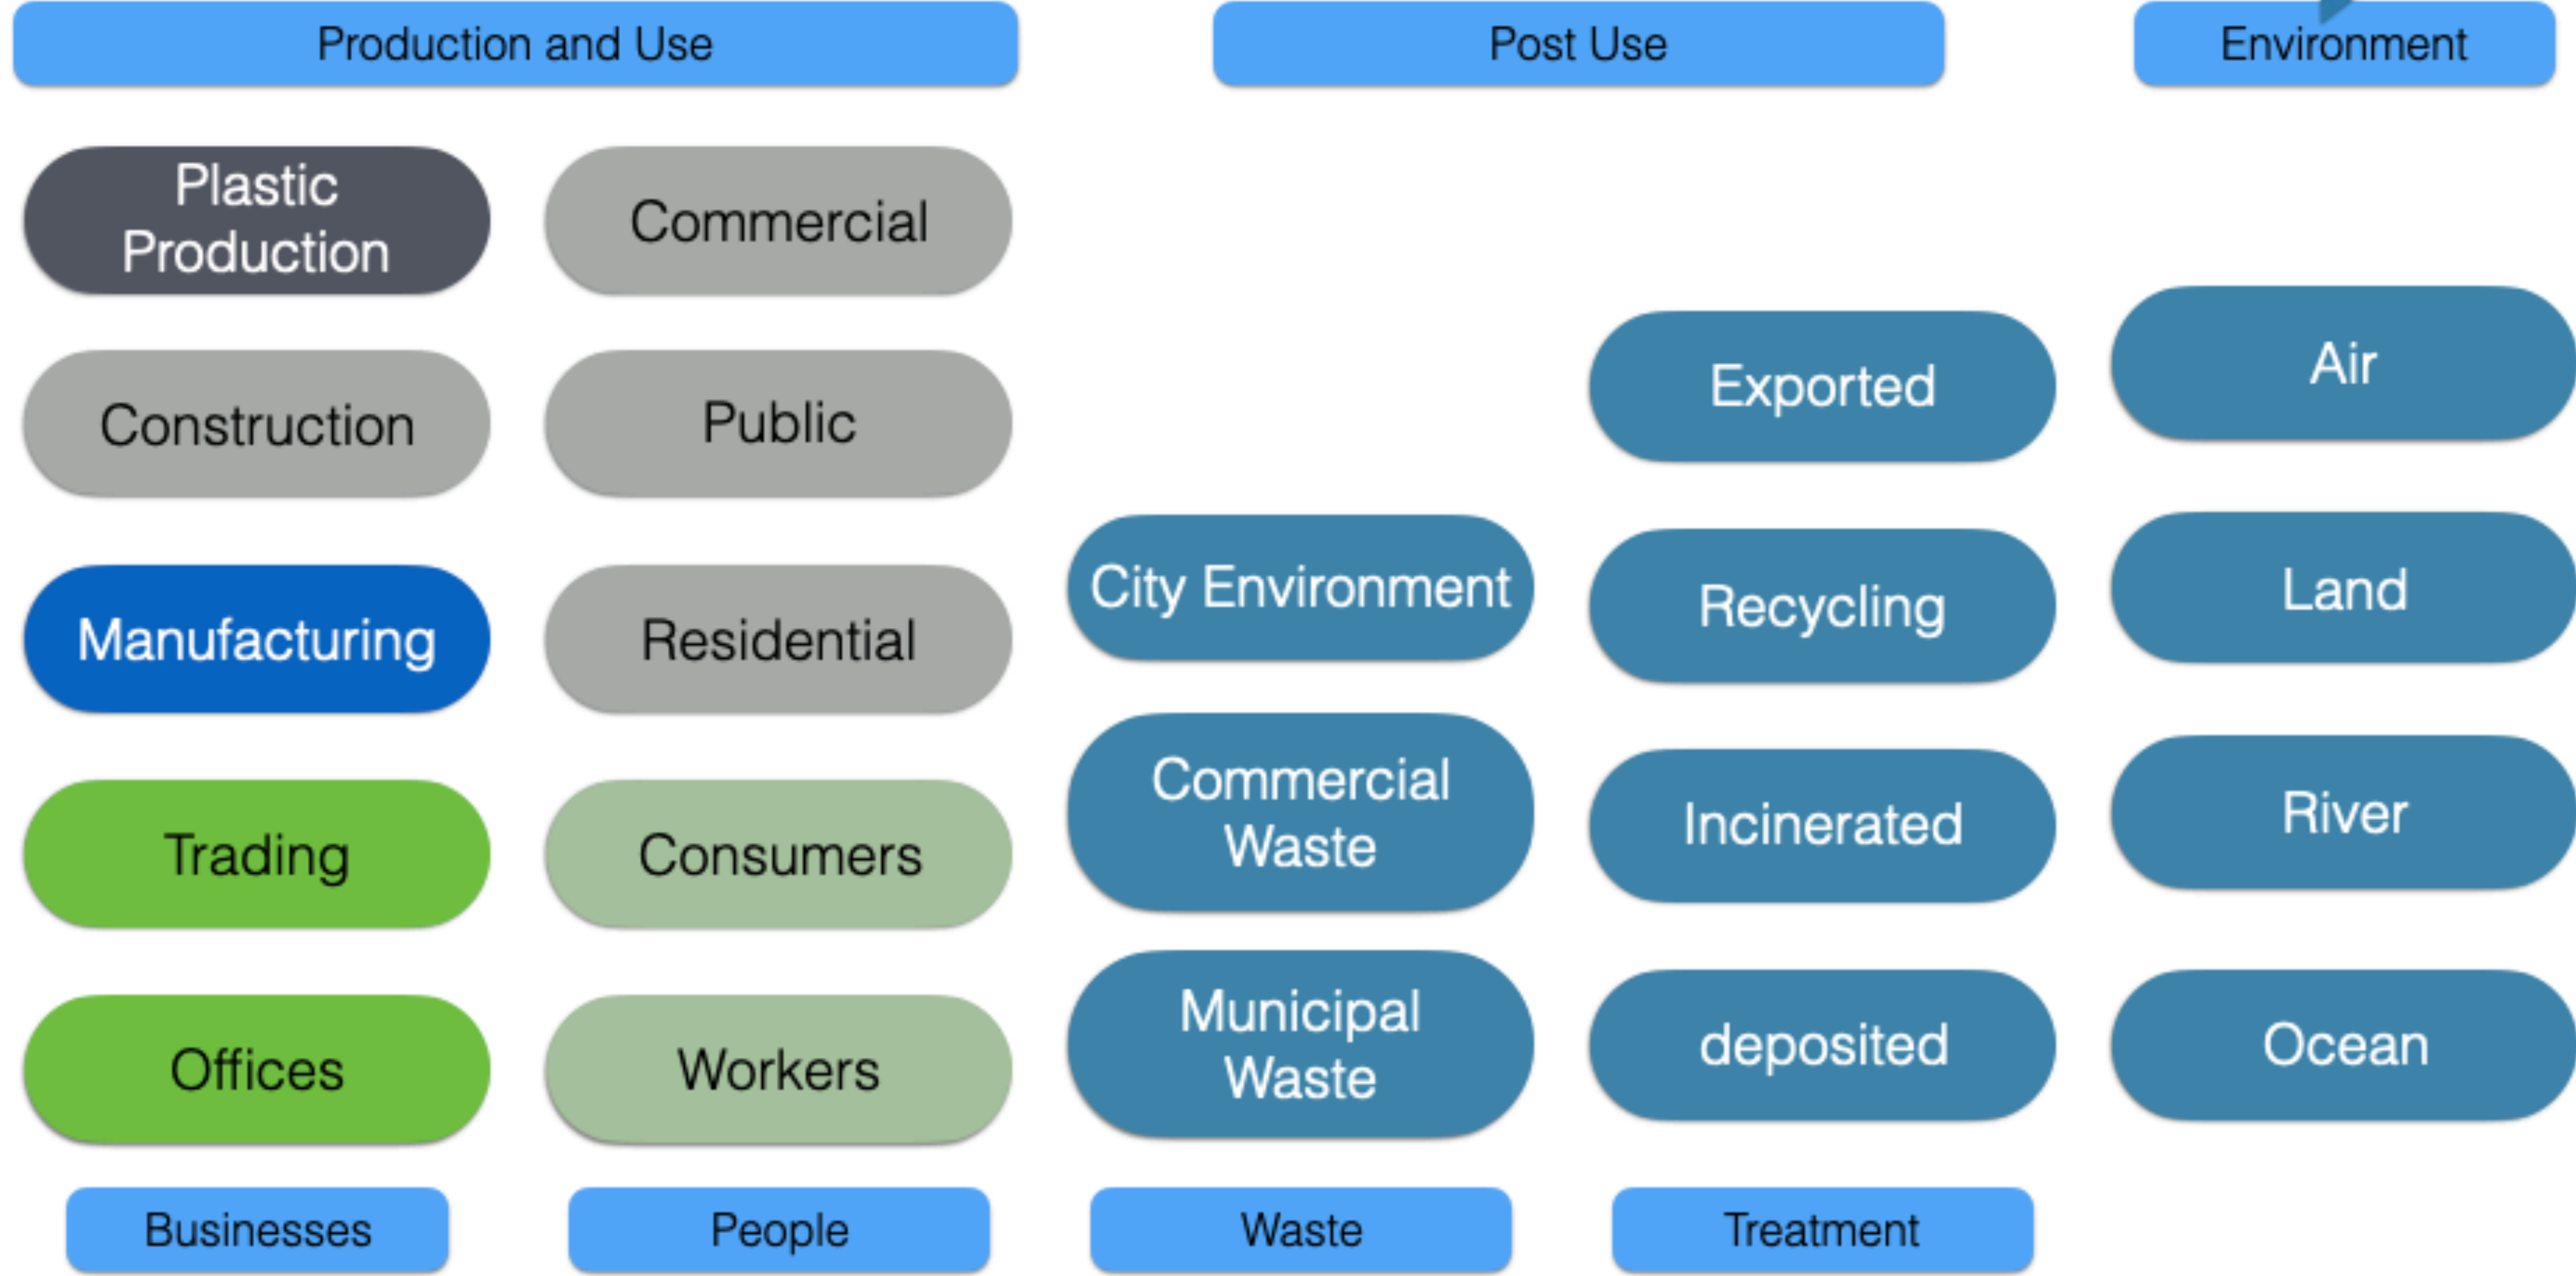 Production and Use
Post Use
Environment
Plastic
Production
Commercial
Construction
Public
Exported
Air
Manufacturing
Residential
City Environment
Recycling
Land
Trading
Consumers
Commercial
Waste
Incinerated
River
Offices
Workers
Municipal
Waste
deposited
Ocean
Businesses
People
Waste
Treatment